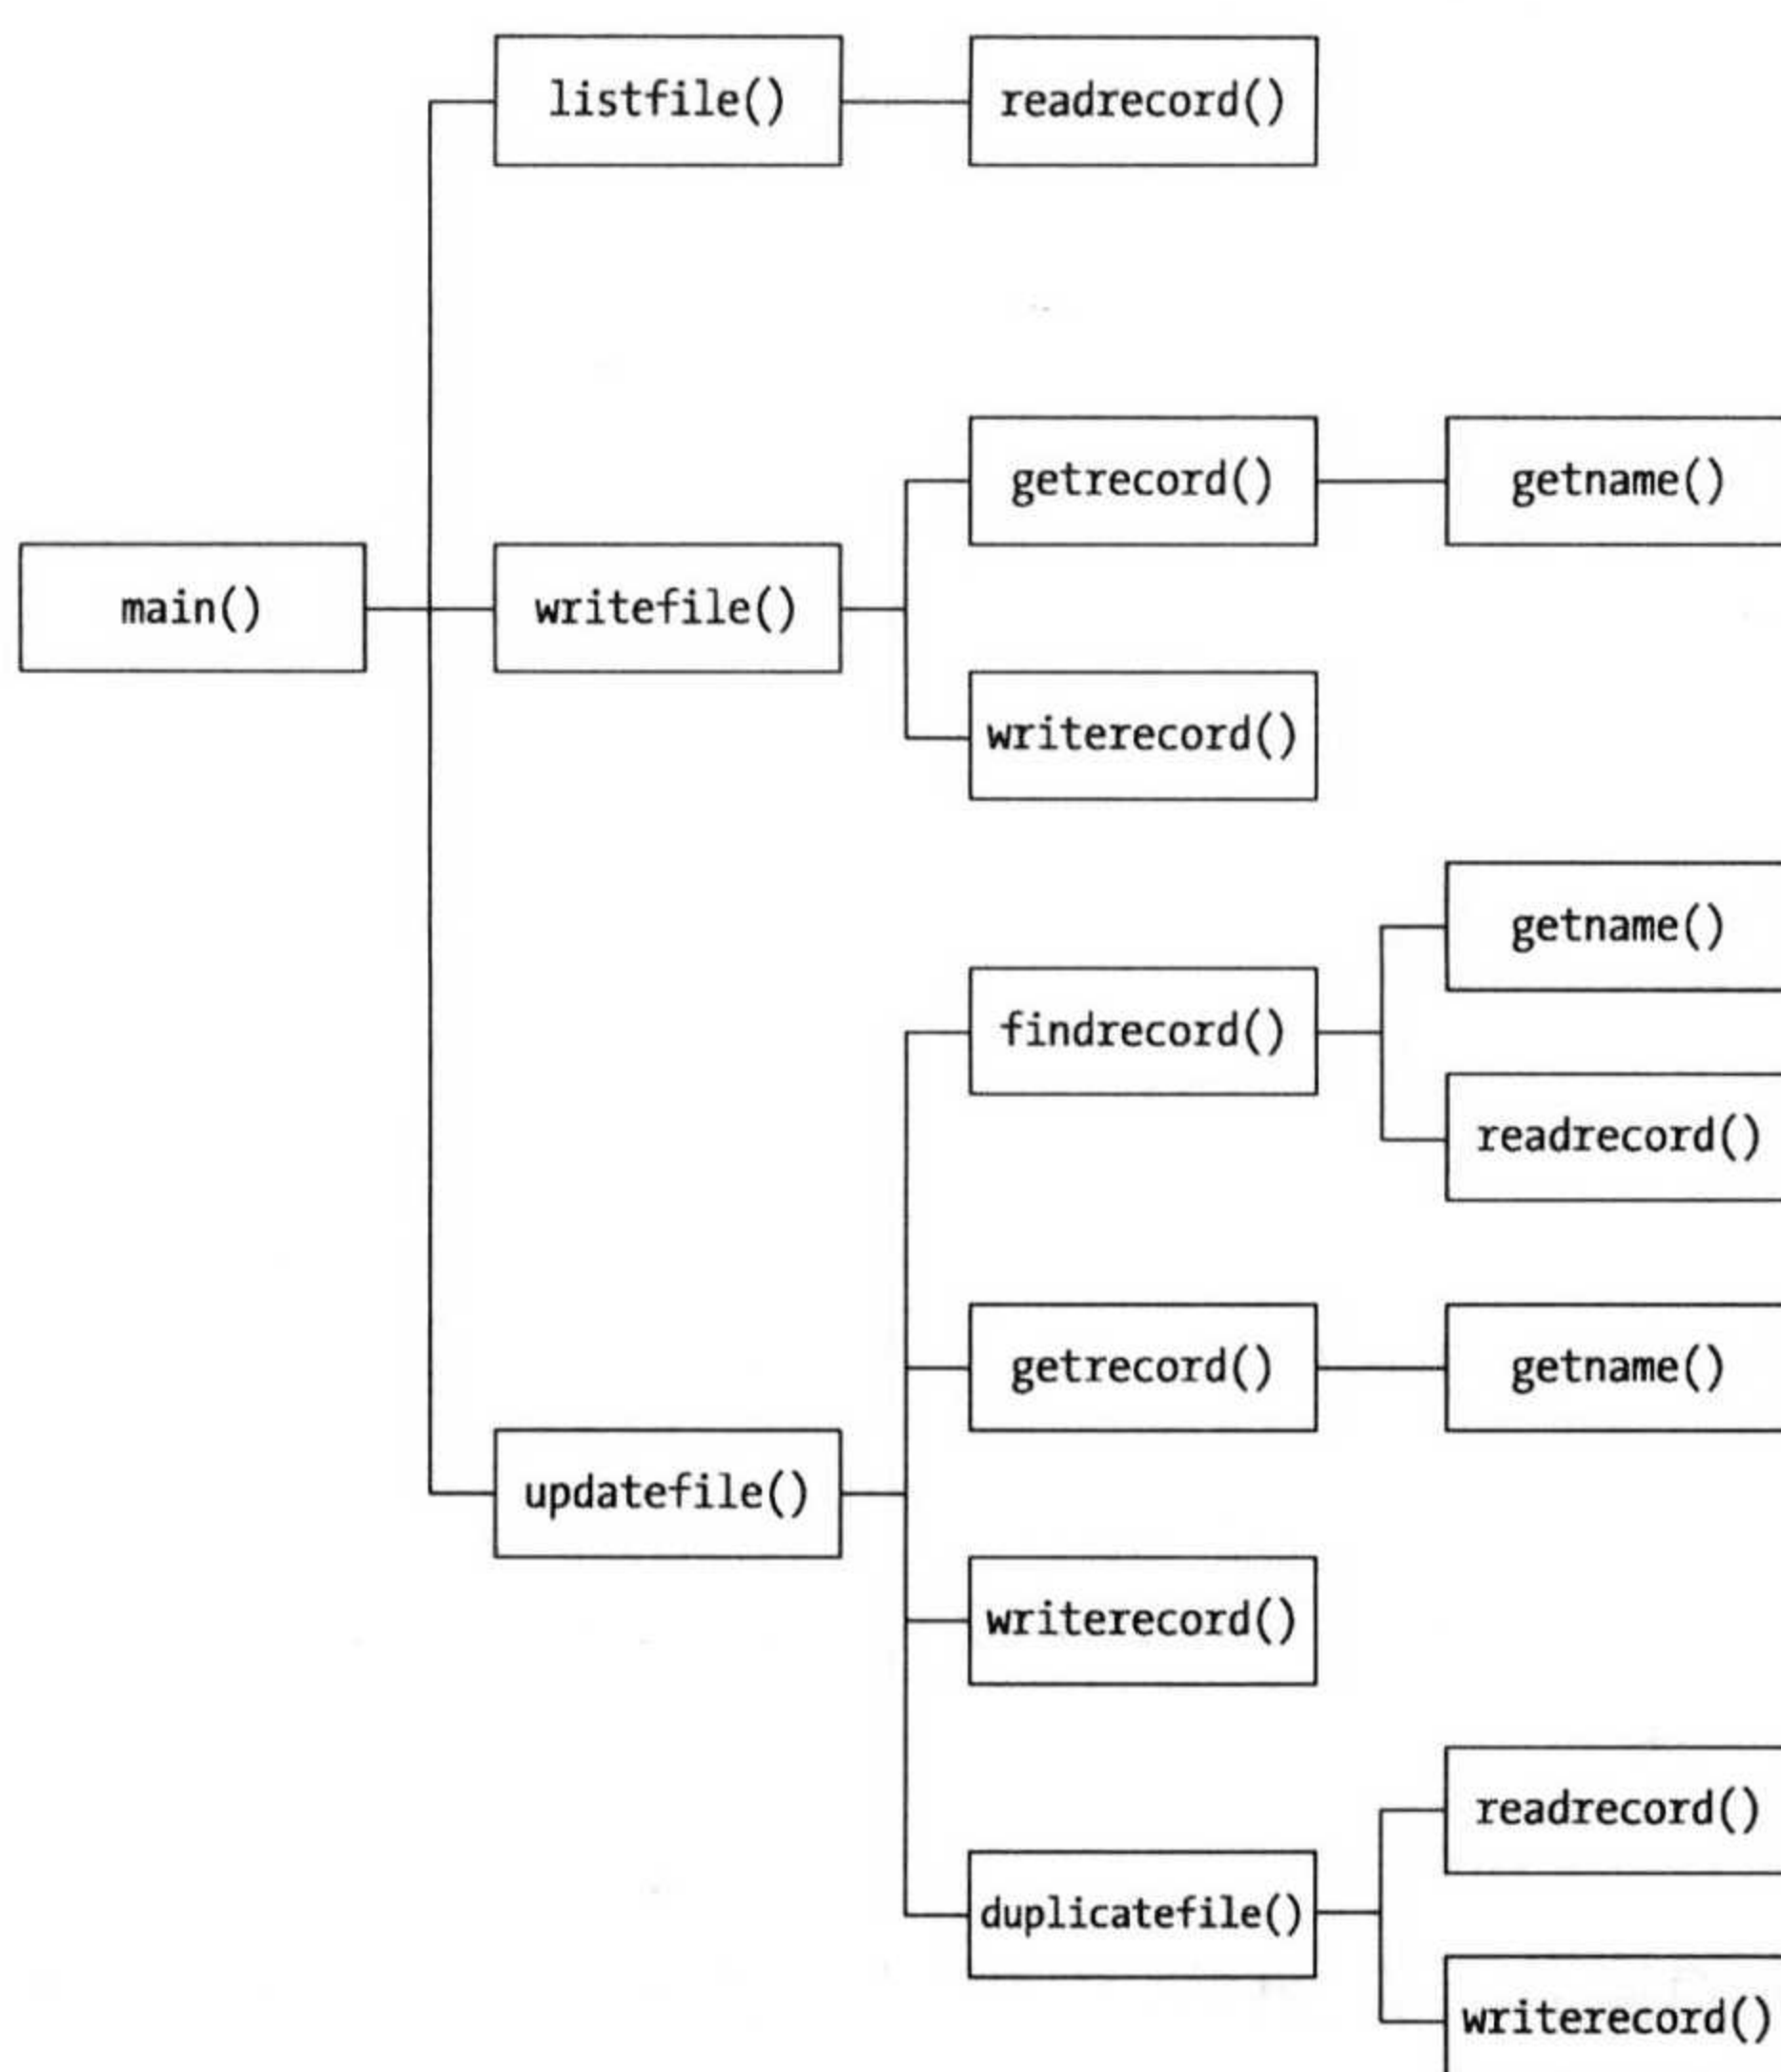 listfile()
readrecord()
getrecord()
getname()
main()
writefile()
writerecord()
getname()
findrecord()
readrecord()
getrecord()
getname()
updatefile()
writerecord()
readrecord()
duplicatefile()
writerecord()